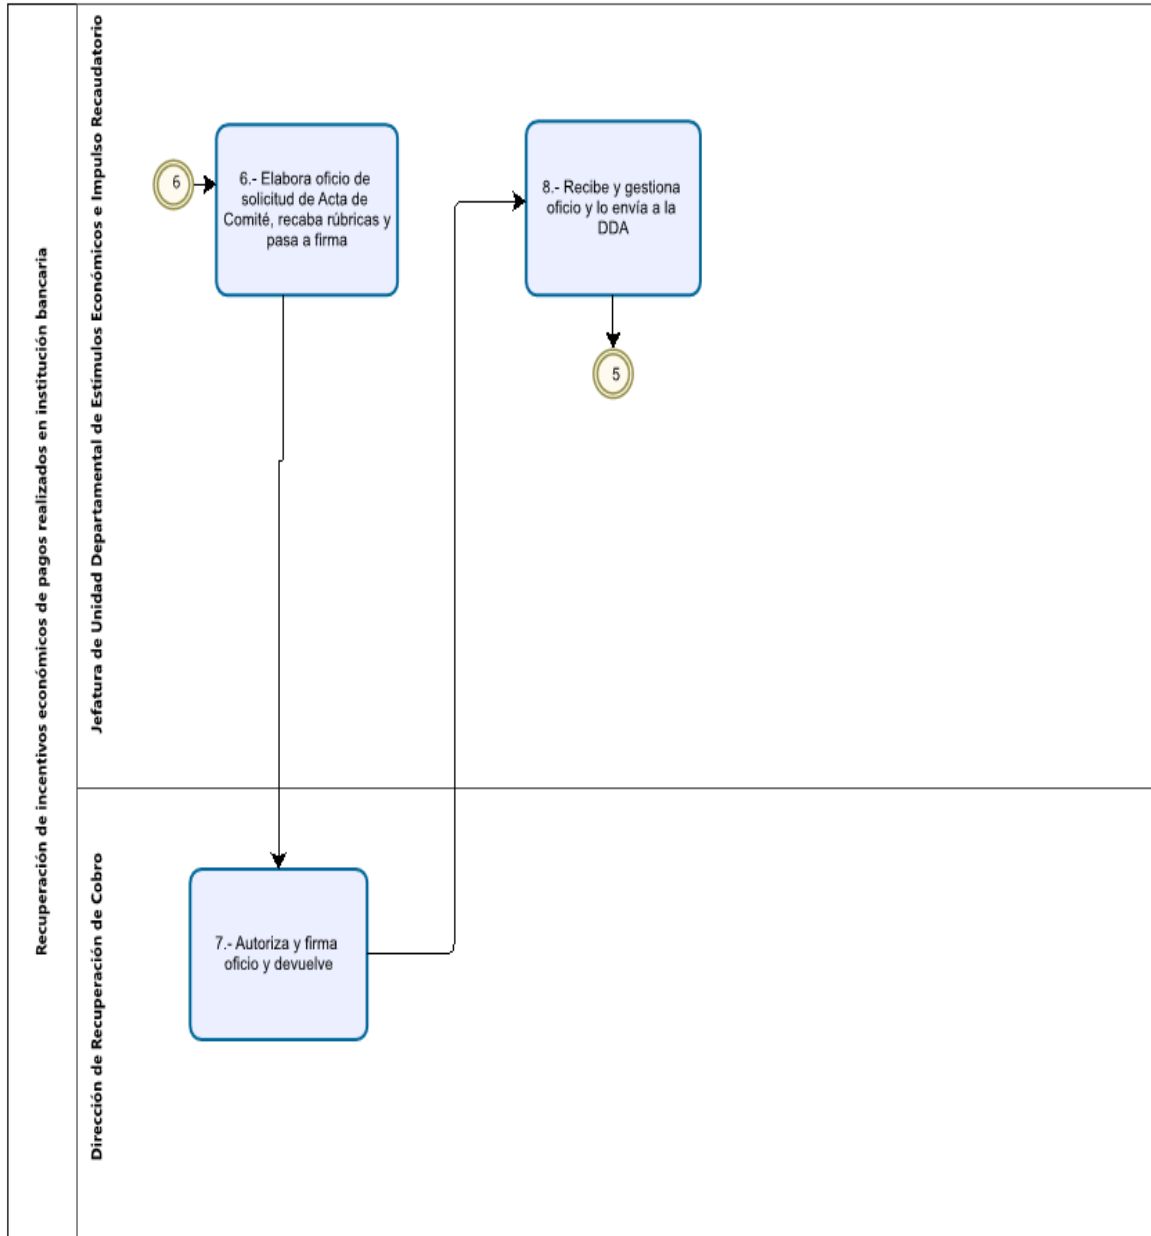 Recuperación de incentivos económicos de pagos realizados en institución bancaria
Jefatura de Unidad Departamental de Estímulos Económicos e Impulso Recaudatorio
6
6.- Elabora oficio de
solicitud de Acta de
Comité, recaba rúbricas y
pasa a firma
8.- Recibe y gestiona
oficio y lo envía a la
DDA
5
Dirección de Recuperación de Cobro
7.- Autoriza y firma
oficio y devuelve